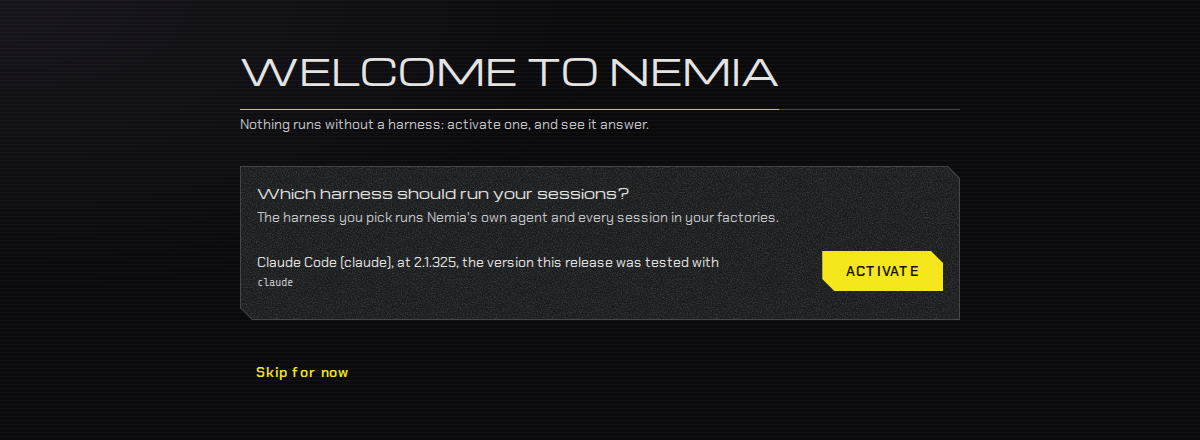 WELCOME TO NEMIA
Nothing runs without a harness: activate one, and see it answer.
Which harness should run your sessions?
The harness you pick runs Nemia's own agent and every session in your factories.
Claude Code (claude), at 2.1.325, the version this release was tested with
claude
ACTIVATE
Skip for now